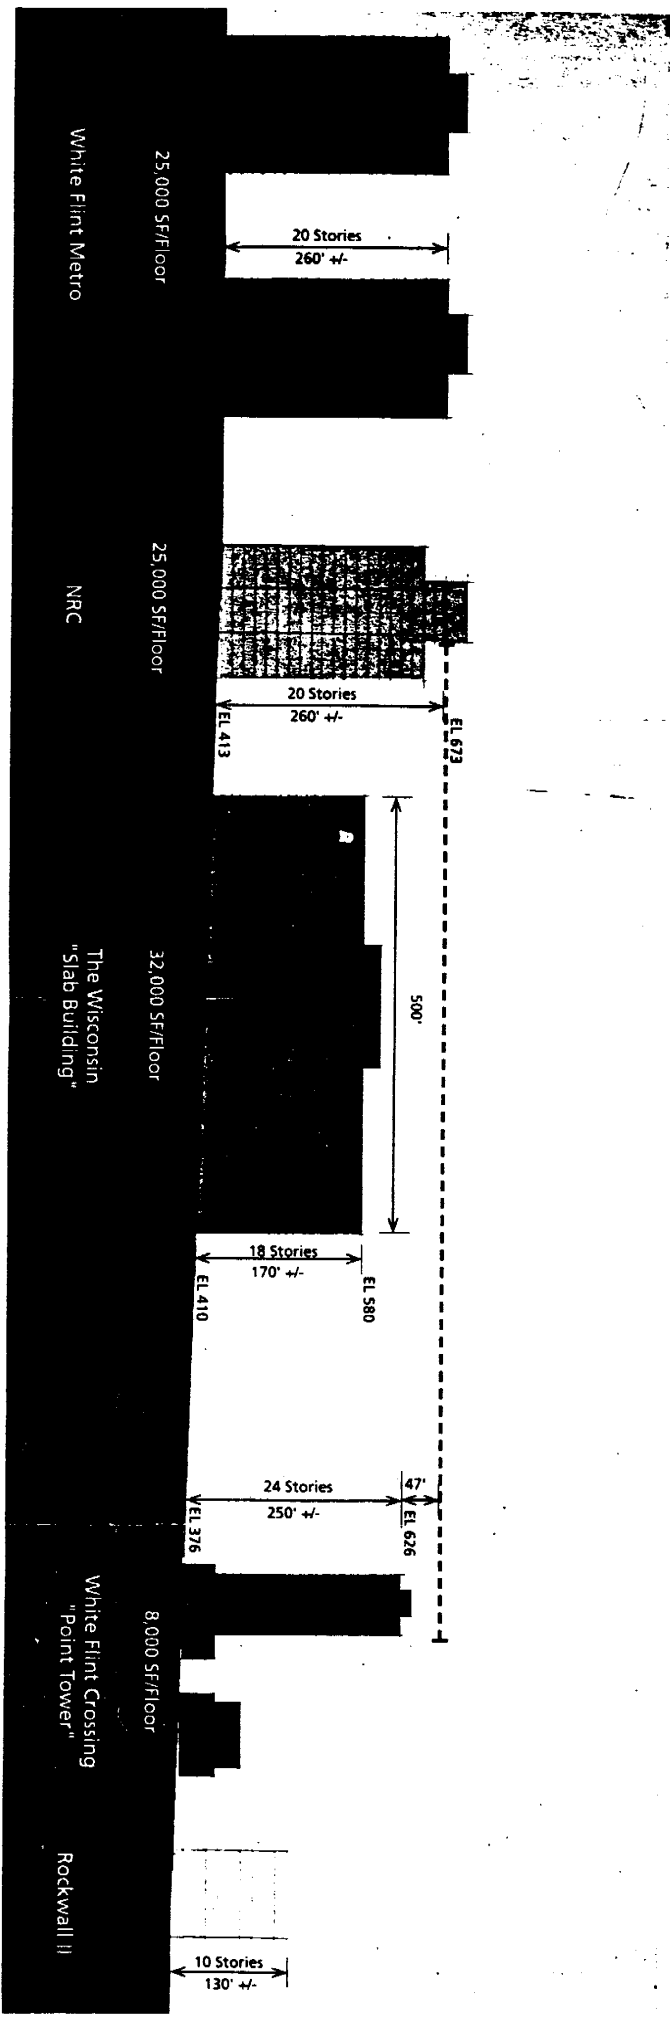 20 Stories
260' +/-
25,000 SF/Floor
White Flint Metro
EL 673
20 Stories
260' +/-
EL 413
25,000 SF/Floor
NRC
500'
EL 580
18 Stories
170' +/-
EL 410
32,000 SF/Floor
The Wisconsin
"Slab Building"
47'
EL 626
24 Stories
250' +/-
EL 376
8,000 SF/Floor
White Flint Crossing
"Point Tower"
10 Stories
130' +/-
Rockwall II